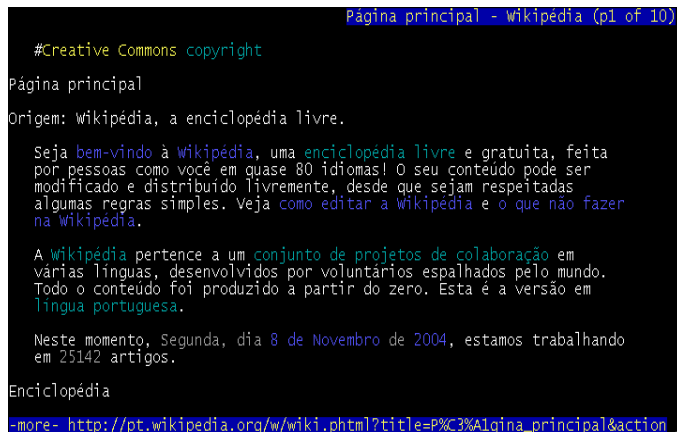 Página principal - Wikipédia (p1 of 10)
#Creative Commons copyright
Página principal
Origem: Wikipédia, a enciclopédia livre.
Seja bem-vindo à Wikipédia, uma enciclopédia livre e gratuita, feita
por pessoas como você em quase 80 idiomas! O seu conteúdo pode ser
modificado e distribuído livremente, desde que sejam respeitadas
algumas regras simples. Veja como editar a Wikipédia e o que não fazer
na Wikipédia.
A Wikipédia pertence a um conjunto de projetos de colaboração em
várias línguas, desenvolvidos por voluntários espalhados pelo mundo.
Todo o conteúdo foi produzido a partir do zero. Esta é a versão em
língua portuguesa.
Neste momento, Segunda, dia 8 de Novembro de 2004, estamos trabalhando
em 25142 artigos.
Enciclopédia
-more- http://pt.wikipedia.org/w/wiki.phtml?title=P%C3%A1gina_principal&action